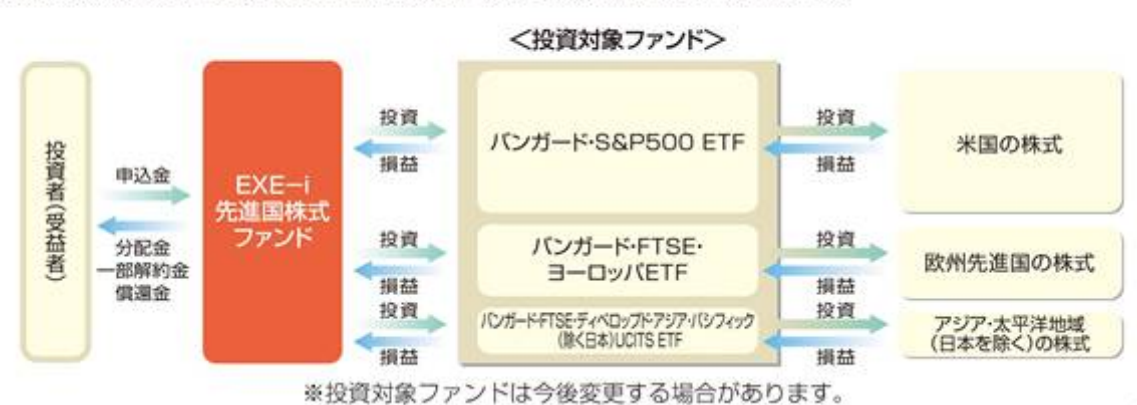 <投資対象ファンド>
投資者(受益者)
申込金
分配金
一部解約金
償還金
EXE-i
先進国株式
ファンド
投資
損益
バンガード・S&P500 ETF
投資
損益
米国の株式
投資
損益
バンガード・FTSE・
ヨーロッパETF
投資
損益
欧州先進国の株式
投資
損益
バンガード・FTSE・ディベロップド・アジア・パシフィック
(除く日本)UCITS ETF
投資
損益
アジア・太平洋地域
(日本を除く)の株式
※投資対象ファンドは今後変更する場合があります。